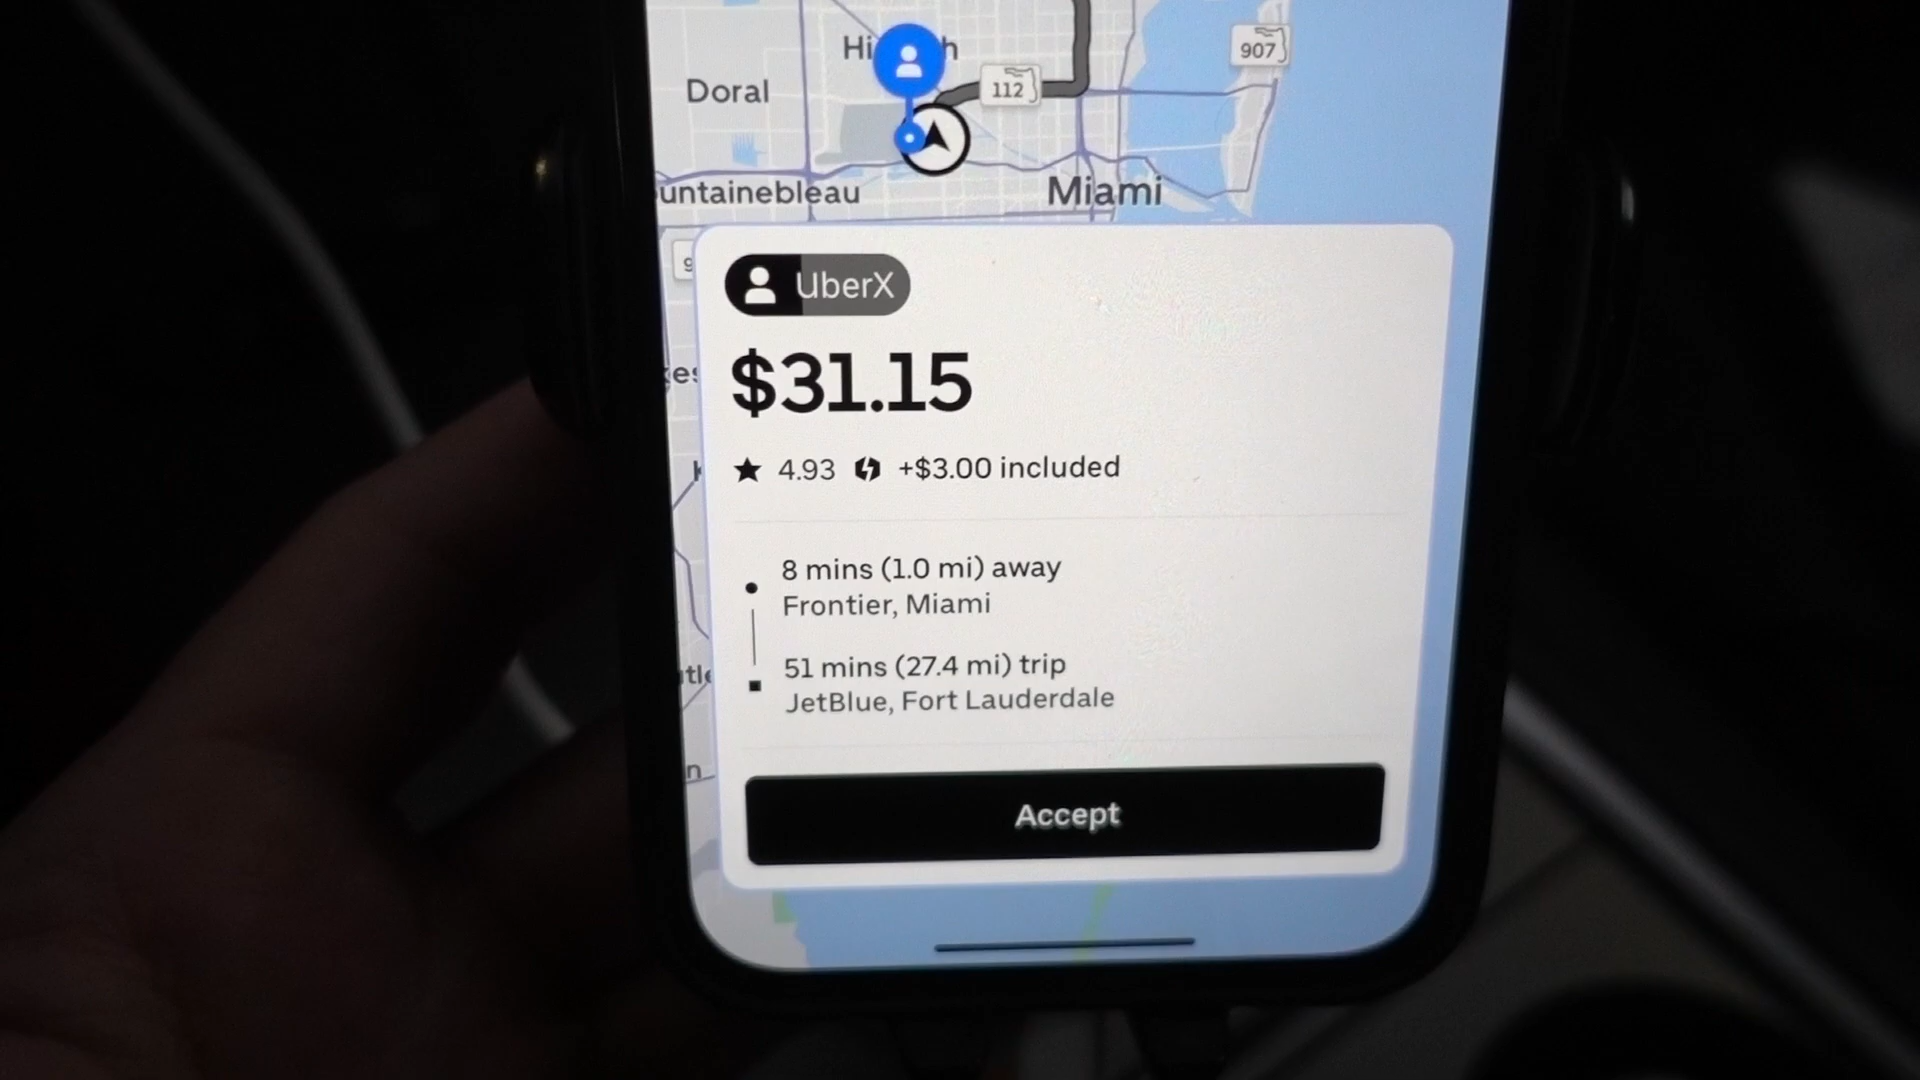 Doral
112
907
Miami
UberX
$31.15
4.93 +$3.00 included
8 mins (1.0 mi) away
Frontier, Miami
51 mins (27.4 mi) trip
JetBlue, Fort Lauderdale
Accept